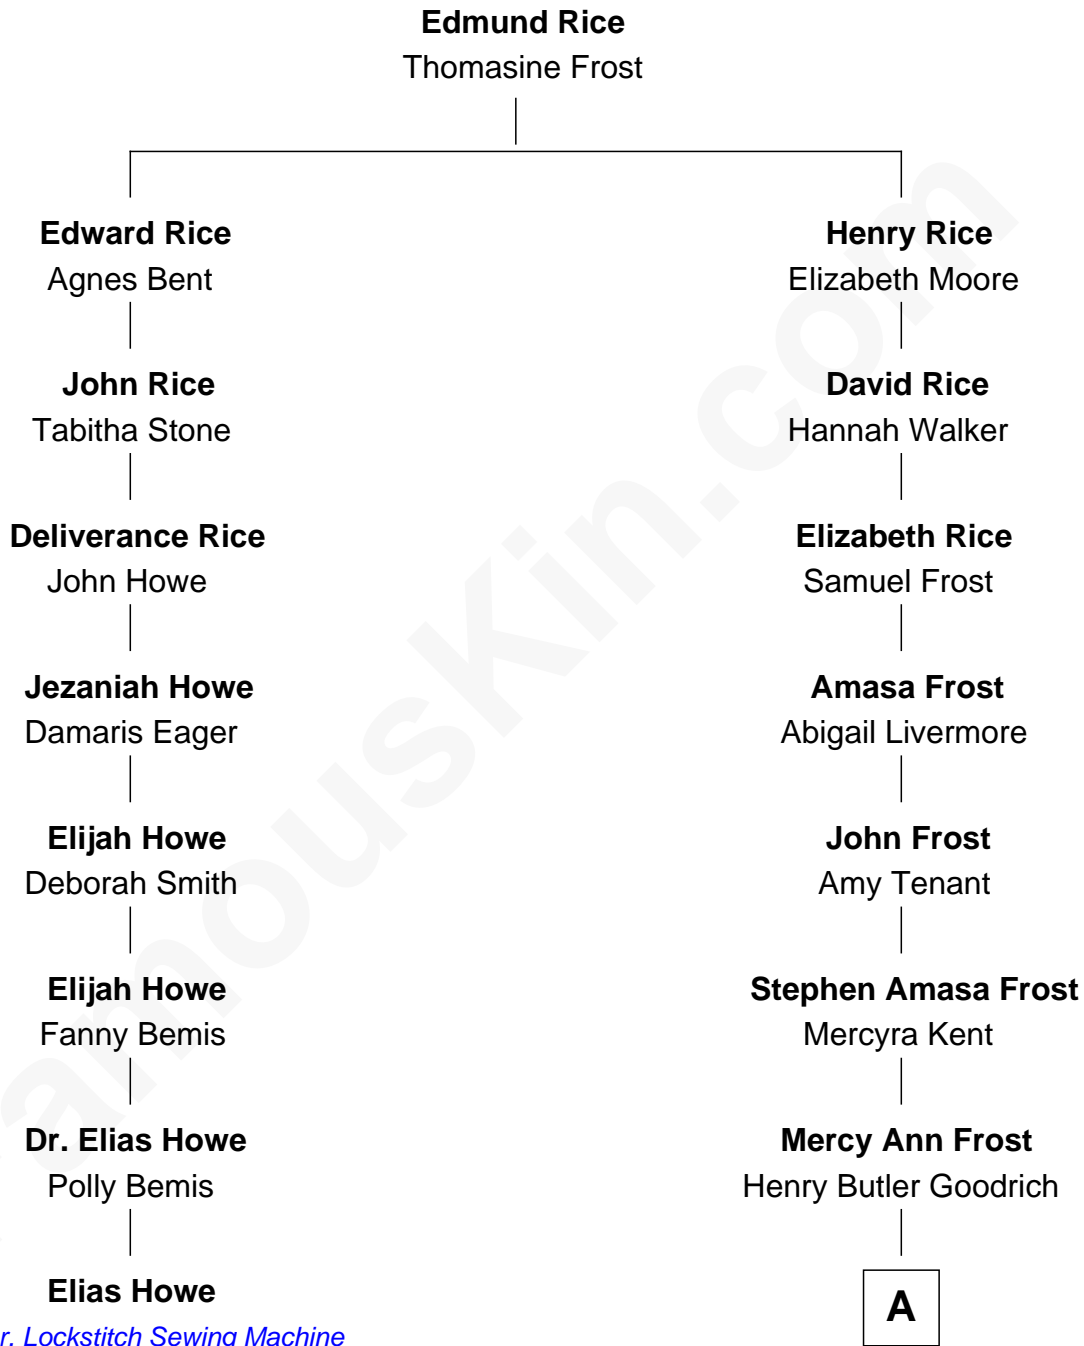 Edmund Rice
Thomasine Frost
Edward Rice
Agnes Bent
Henry Rice
Elizabeth Moore
John Rice
Tabitha Stone
David Rice
Hannah Walker
Deliverance Rice
John Howe
Elizabeth Rice
Samuel Frost
Jezaniah Howe
Damaris Eager
Amasa Frost
Abigail Livermore
Elijah Howe
Deborah Smith
John Frost
Amy Tenant
Elijah Howe
Fanny Bemis
Stephen Amasa Frost
Mercyra Kent
Dr. Elias Howe
Polly Bemis
Mercy Ann Frost
Henry Butler Goodrich
Elias Howe
r. Lockstitch Sewing Machine
A
amouskin.com